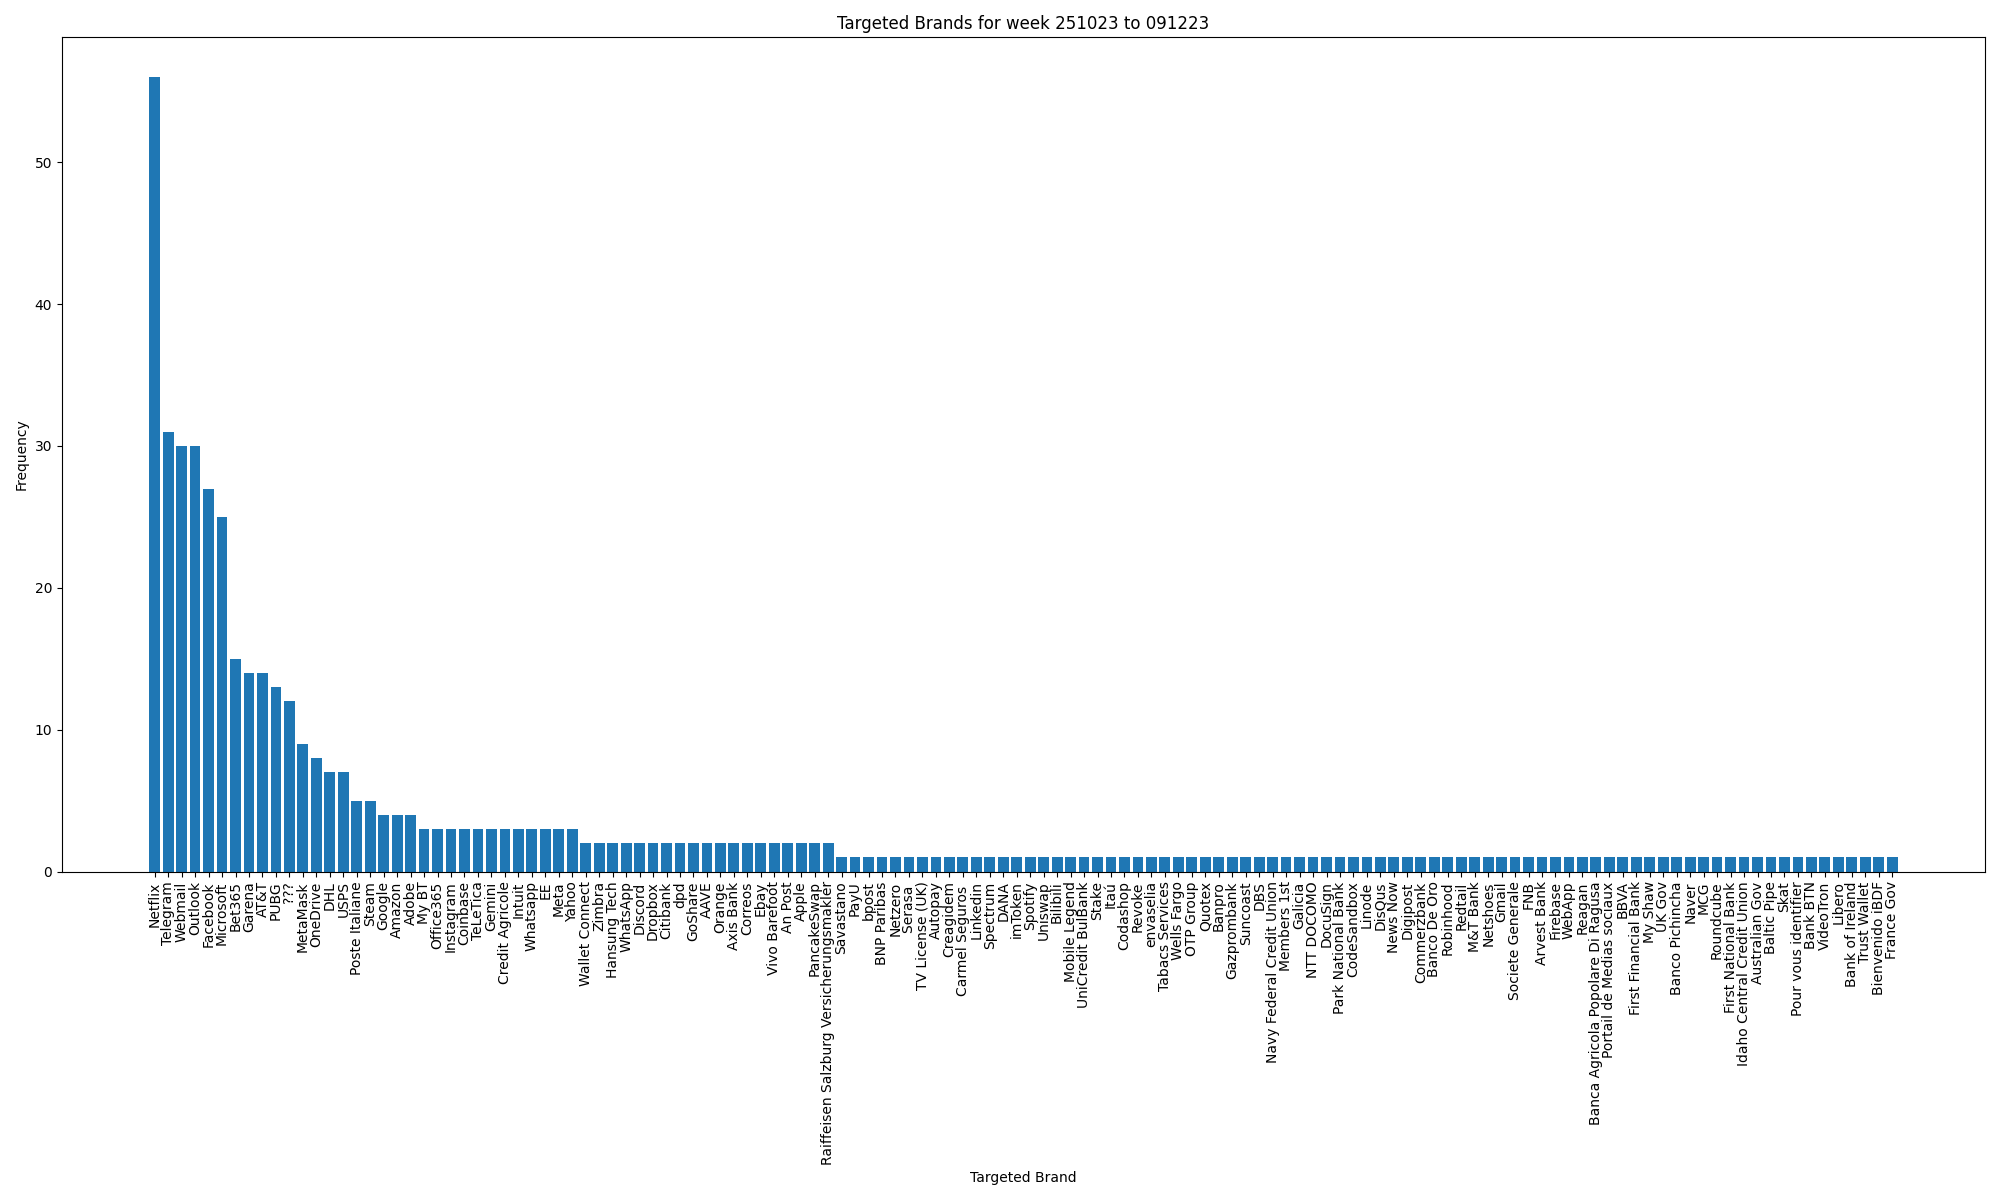 Targeted Brands for week 251023 to 091223
Frequency
50
40
30
20
10
0
Netflix
Telegram
Webmail
Outlook
Facebook
Microsoft
Bet365
Garena
AT&T
PUBG
???
MetaMask
OneDrive
DHL
USPS
Poste Italiane
Steam
Google
Amazon
Adobe
My BT
Office365
Instagram
Coinbase
TeLeTica
Gemini
Credit Agricole
Intuit
Whatsapp
EE
Meta
Yahoo
Wallet Connect
Zimbra
Hansung Tech
WhatsApp
Discord
Dropbox
Citibank
dpd
GoShare
AAVE
Orange
Axis Bank
Correos
Ebay
Vivo Barefoot
An Post
Apple
PancakeSwap
Raiffeisen Salzburg Versicherungsmakler
Savastano
PayU
bpost
BNP Paribas
Netzero
Serasa
TV License (UK)
Autopay
Creagidem
Carmel Seguros
Linkedin
Spectrum
DANA
imToken
Spotify
Uniswap
Bilibili
Mobile Legend
UniCredit BulBank
Stake
Itaú
Codashop
Revoke
envaselia
Tabacs Services
Wells Fargo
OTP Group
Quotex
Banpro
Gazprombank
Suncoast
DBS
Navy Federal Credit Union
Members 1st
Galicia
NTT DOCOMO
DocuSign
Park National Bank
CodeSandbox
Linode
DisQus
News Now
Digipost
Commerzbank
Banco De Oro
Robinhood
Redtail
M&T Bank
Netshoes
Gmail
Societe Generale
FNB
Arvest Bank
Firebase
WebApp
Reagan
Banca Agricola Popolare Di Ragusa
Portail de Medias sociaux
BBVA
First Financial Bank
My Shaw
UK Gov
Banco Pichincha
Naver
MCG
Roundcube
First National Bank
Idaho Central Credit Union
Australian Gov
Baltic Pipe
Skat
Pour vous identifier
Bank BTN
VideoTron
Libero
Bank of Ireland
Trust Wallet
Bienvenido iBDF
France Gov
Targeted Brand